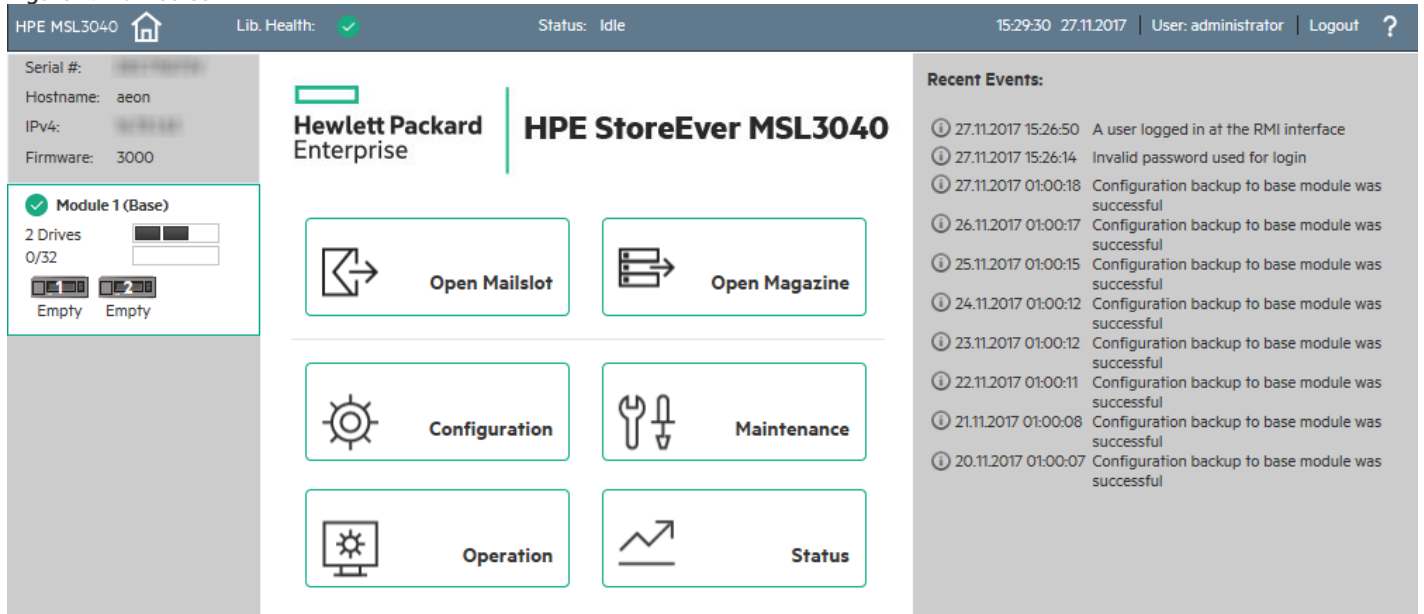 HPE MSL3040 Lib. Health: Status: Idle 15:29:30 27.11.2017 User: administrator Logout ?
Serial #:
Hostname: aeon
IPv4:
Firmware: 3000
Module 1 (Base)
2 Drives
0/32
1 2
Empty Empty
Hewlett Packard
Enterprise
HPE StoreEver MSL3040
Open Mailslot Open Magazine
Configuration Maintenance
Operation Status
Recent Events:
27.11.2017 15:26:50 A user logged in at the RMI interface
27.11.2017 15:26:14 Invalid password used for login
27.11.2017 01:00:18 Configuration backup to base module was
successful
26.11.2017 01:00:17 Configuration backup to base module was
successful
25.11.2017 01:00:15 Configuration backup to base module was
successful
24.11.2017 01:00:12 Configuration backup to base module was
successful
23.11.2017 01:00:12 Configuration backup to base module was
successful
22.11.2017 01:00:11 Configuration backup to base module was
successful
21.11.2017 01:00:08 Configuration backup to base module was
successful
20.11.2017 01:00:07 Configuration backup to base module was
successful